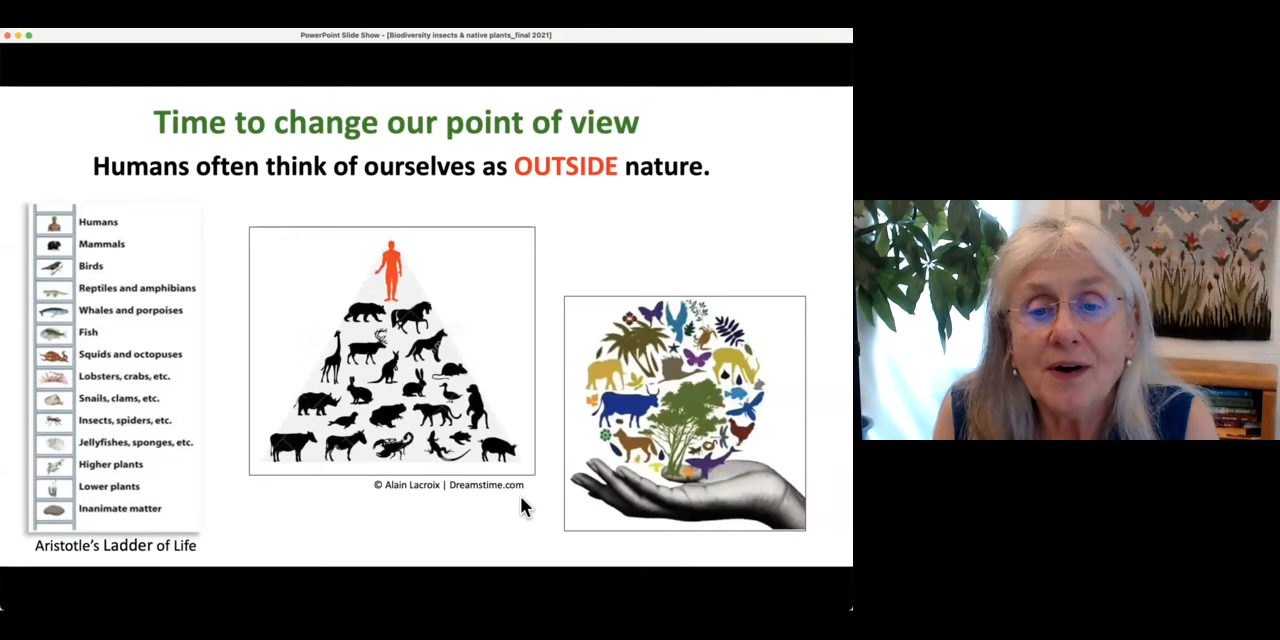 PowerPoint Slide Show - [Biodiversity insects & native plants_final 2021]
Time to change our point of view
Humans often think of ourselves as OUTSIDE nature.
Humans
Mammals
Birds
Reptiles and amphibians
Whales and porpoises
Fish
Squids and octopuses
Lobsters, crabs, etc.
Snails, clams, etc.
Insects, spiders, etc.
Jellyfishes, sponges, etc.
Higher plants
Lower plants
Inanimate matter
Aristotle's Ladder of Life
© Alain Lacroix | Dreamstime.com